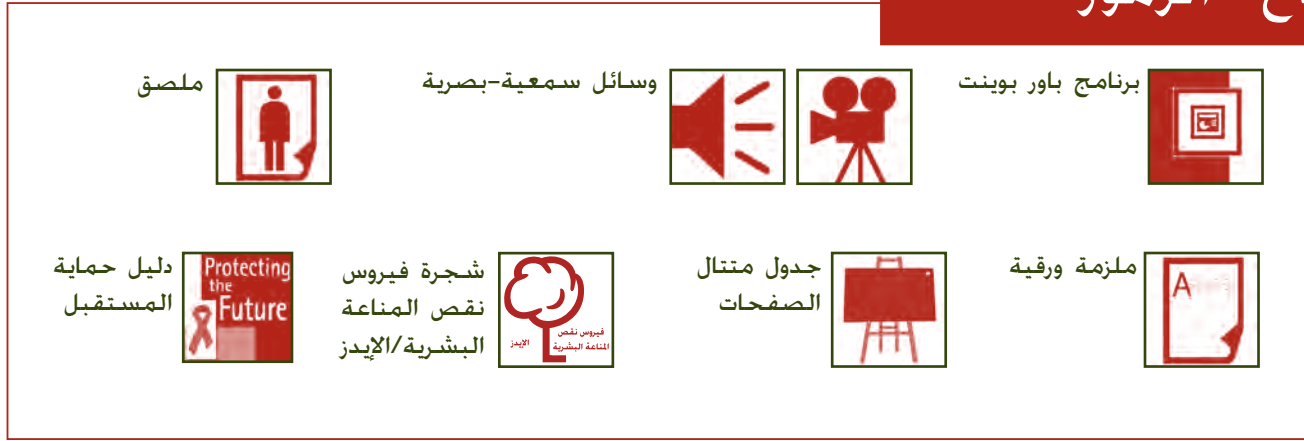 برنامج باور بوينت
وسائل سمعية-بصرية
ملصق
ملزمة ورقية
A
جدول متتال
الصفحات
شجرة فيروس
نقص المناعة
البشرية/الإيدز
فيروس نقص
المناعة البشرية
الإيدز
دليل حماية
المستقبل
Protecting
the
Future